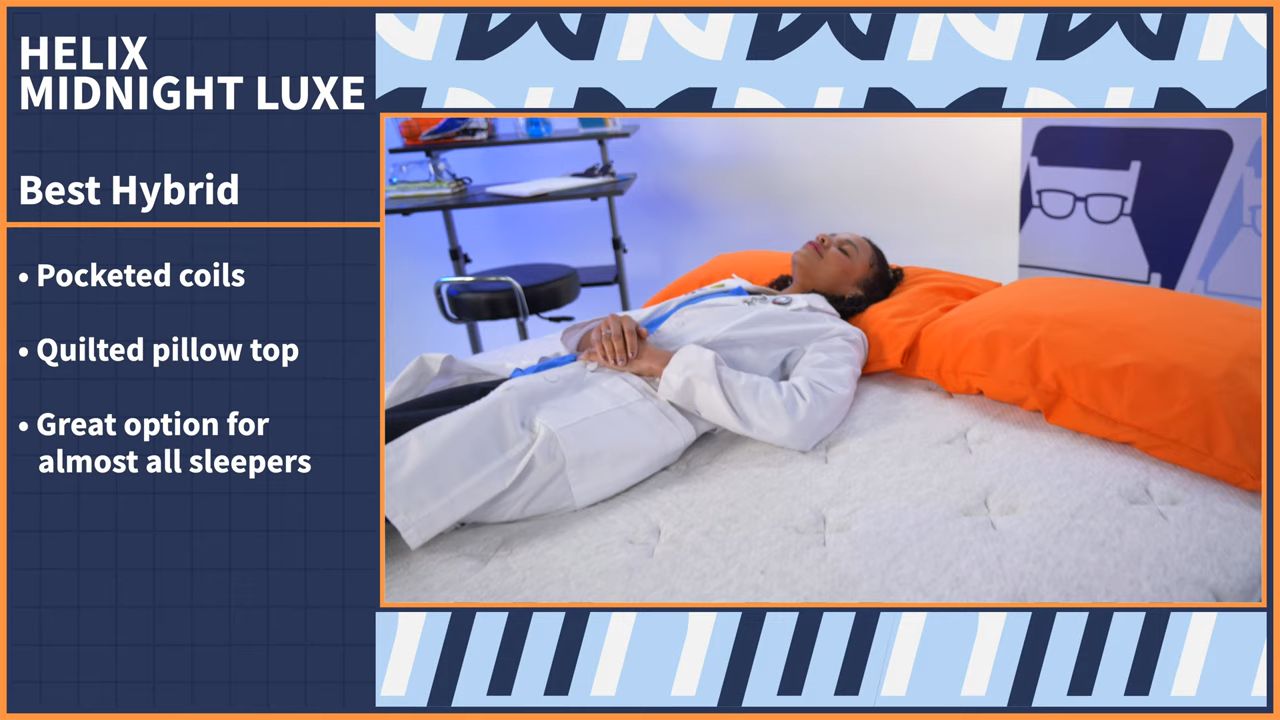 HELIX
MIDNIGHT LUXE
Best Hybrid
• Pocketed coils
• Quilted pillow top
• Great option for
almost all sleepers